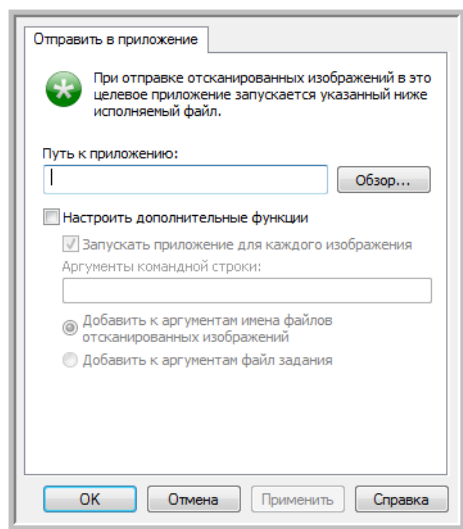 Отправить в приложение
При отправке отсканированных изображений в это
целевое приложение запускается указанный ниже
исполняемый файл.
Путь к приложению:
Обзор...
Настроить дополнительные функции
Запускать приложение для каждого изображения
Аргументы командной строки:
Добавить к аргументам имена файлов
отсканированных изображений
Добавить к аргументам файл задания
OK Отмена Применить Справка